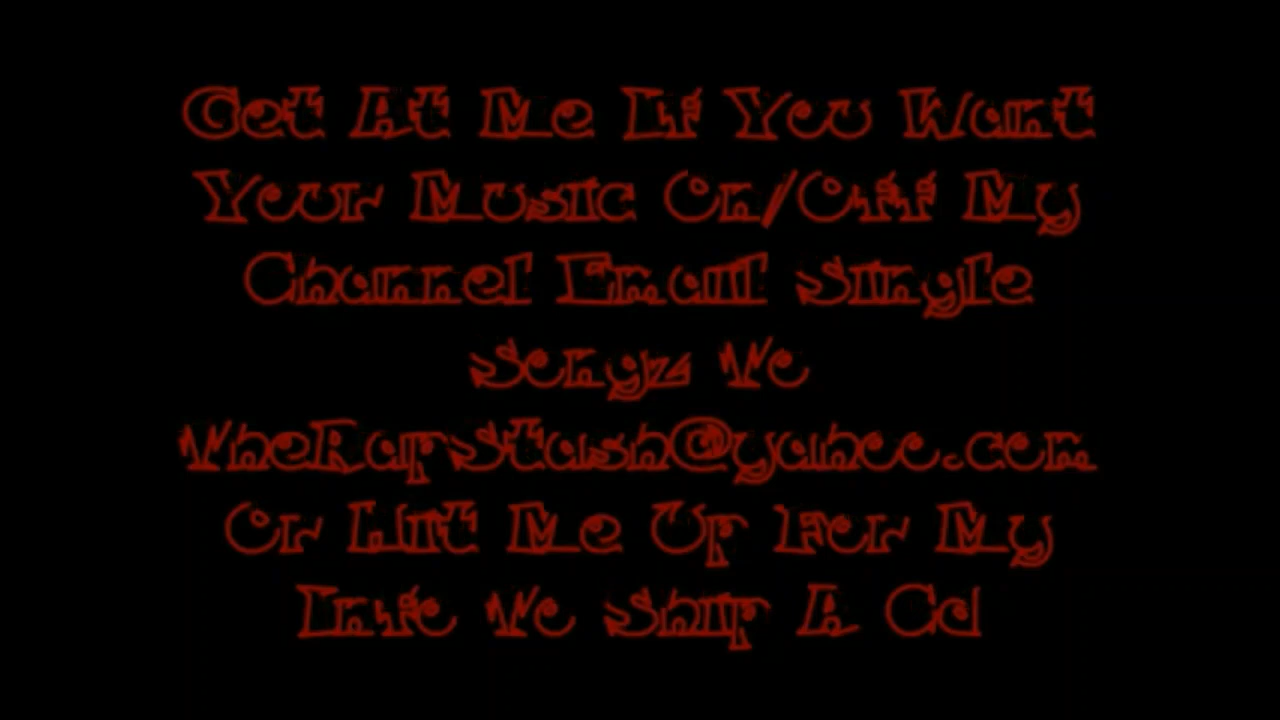 Get At Me If You Want
Your Music On/Off My
Channel Email Single
Songz To
TheRapStash@yahoo.com
Or Hit Me Up For My
Info To Ship A Cd